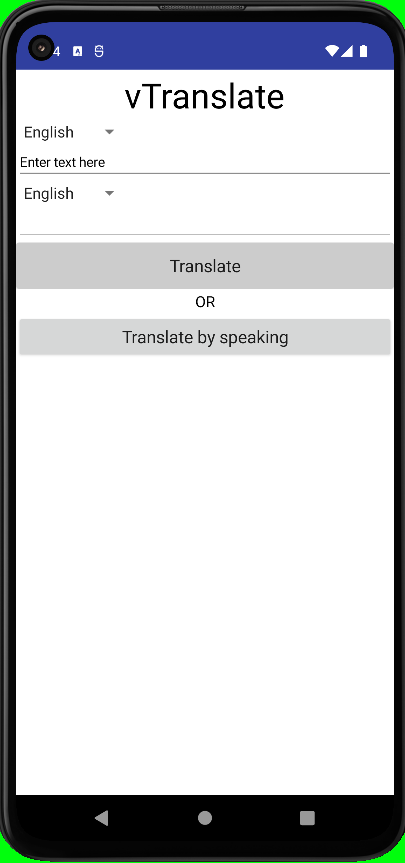 4
vTranslate
English
Enter text here
English
Translate
OR
Translate by speaking